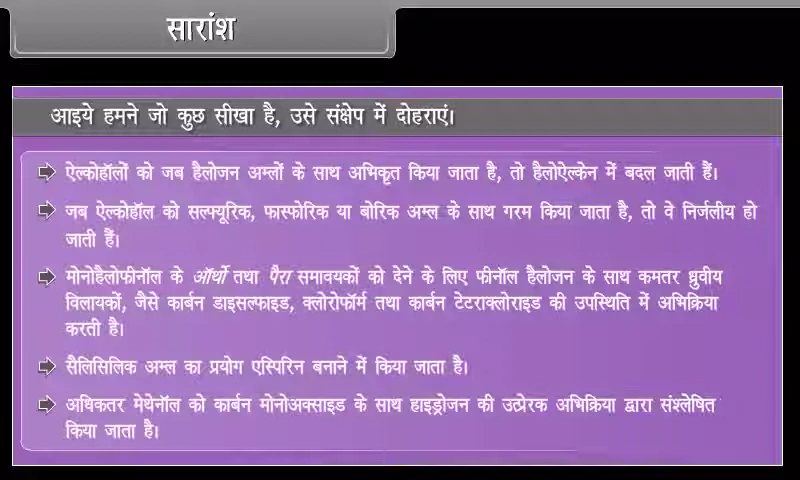 सारांश
आइये हमने जो कुछ सीखा है, उसे संक्षेप में दोहराएं।
ऐल्कोहॉलों को जब हैलोजन अम्लों के साथ अभिकृत किया जाता है, तो हैलोऐल्केन में बदल जाती हैं।
जब ऐल्कोहॉल को सल्फ्यूरिक, फास्फोरिक या बोरिक अम्ल के साथ गरम किया जाता है, तो वे निर्जलीय हो
जाती हैं।
मोनोहैलोफीनॉल के ऑर्थो तथा पैरा समावयकों को देने के लिए फीनॉल हैलोजन के साथ कमतर ध्रुवीय
विलायकों, जैसे कार्बन डाइसल्फाइड, क्लोरोफॉर्म तथा कार्बन टेटराक्लोराइड की उपस्थिति में अभिक्रिया
करती है।
सैलिसिलिक अम्ल का प्रयोग एस्पिरिन बनाने में किया जाता है।
अधिकतर मेथेनॉल को कार्बन मोनोअक्साइड के साथ हाइड्रोजन की उत्प्रेरक अभिक्रिया द्वारा संश्लेषित
किया जाता है।